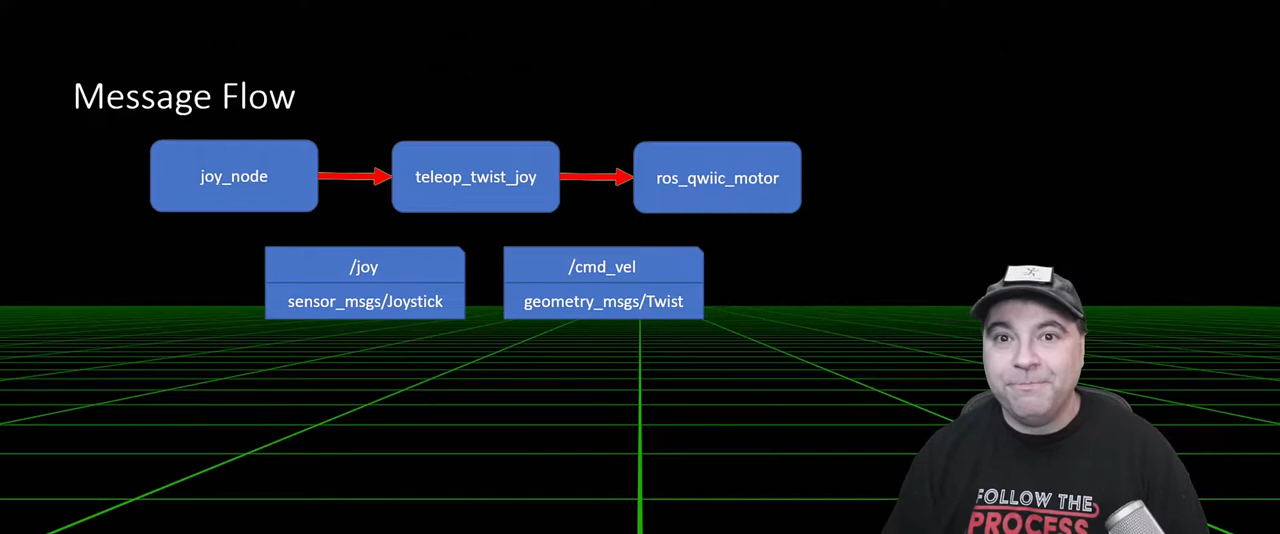 Message Flow
joy_node
teleop_twist_joy
ros_qwiic_motor
/joy
sensor_msgs/Joystick
/cmd_vel
geometry_msgs/Twist
FOLLOW THE
PROCESS